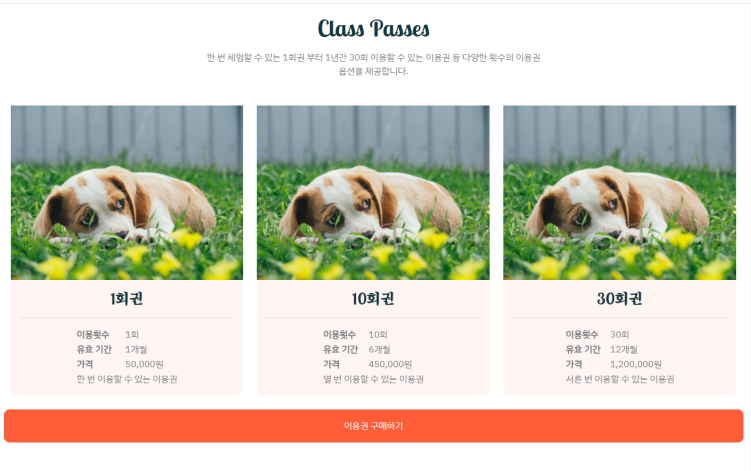 Class Passes
한 번 체험할 수 있는 1회권 부터 1년간 30회 이용할 수 있는 이용권 등 다양한 횟수의 이용권
옵션을 제공합니다.
1회권
이용횟수 1회
유효 기간 1개월
가격 50,000원
한 번 이용할 수 있는 이용권
10회권
이용횟수 10회
유효 기간 6개월
가격 450,000원
열 번 이용할 수 있는 이용권
30회권
이용횟수 30회
유효 기간 12개월
가격 1,200,000원
서른 번 이용할 수 있는 이용권
이용권 구매하기